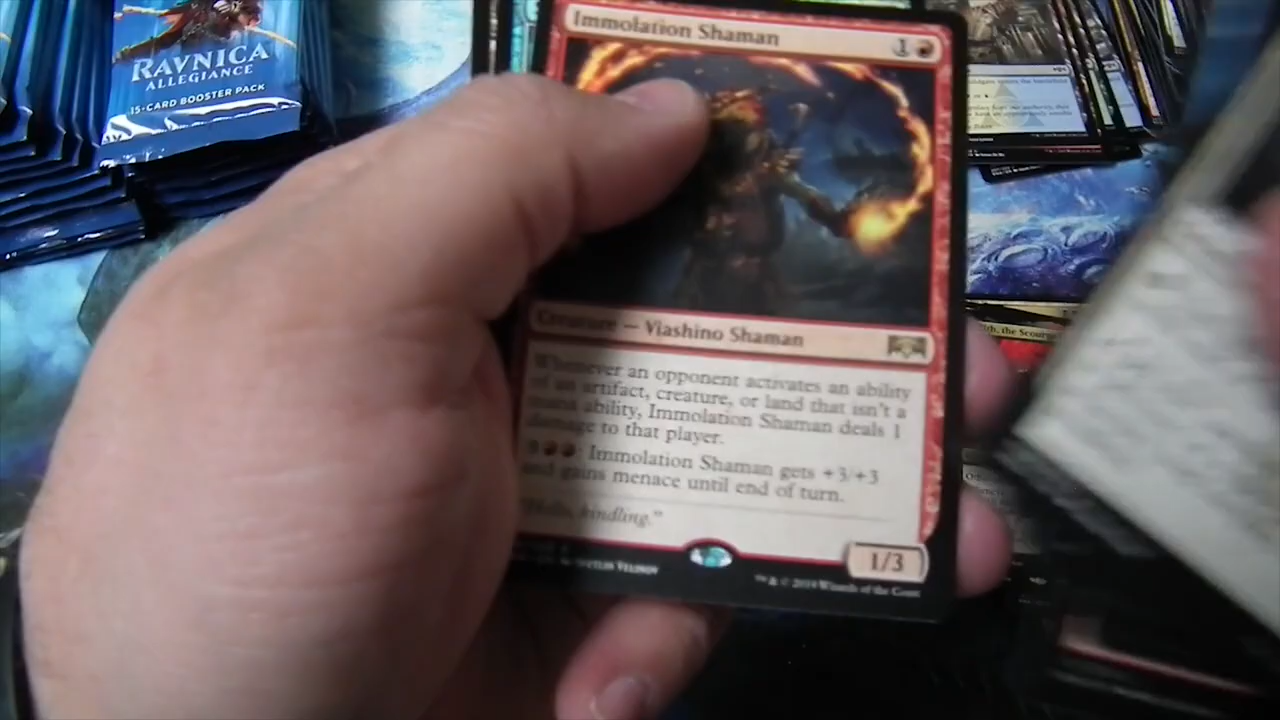 RAVNICA
ALLEGIANCE
15-CARD BOOSTER PACK
Immolation Shaman
1
Creature — Viashino Shaman
Whenever an opponent activates an ability
of an artifact, creature, or land that isn't a
mana ability, Immolation Shaman deals 1
damage to that player.
: Immolation Shaman gets +3/+3
and gains menace until end of turn.
"Hello, kindling."
1/3
™ & © 2019 Wizards of the Coast